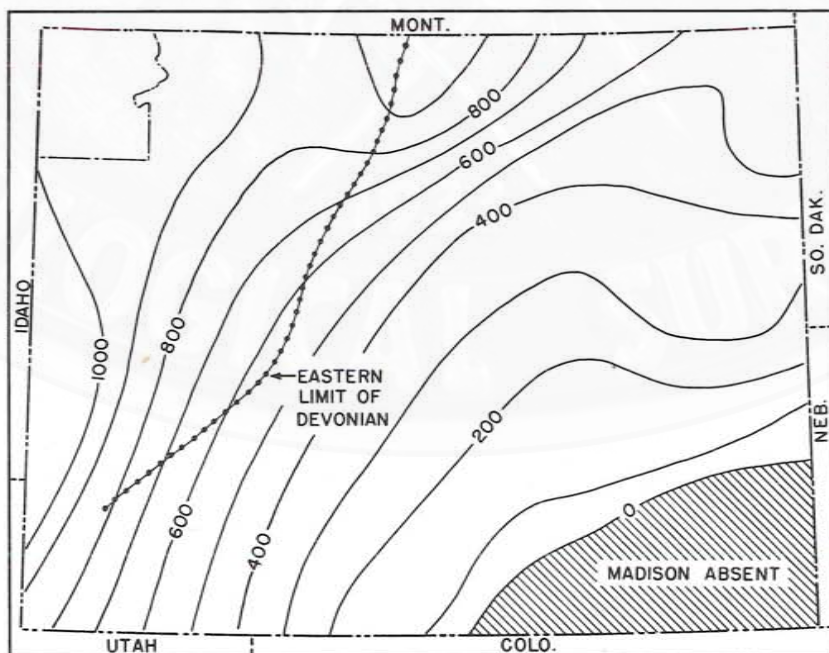 MONT.
800
600
400
SO. DAK.
IDAHO
1000
800
EASTERN
LIMIT OF
DEVONIAN
200
NEB.
600
400
0
MADISON ABSENT
UTAH
COLO.